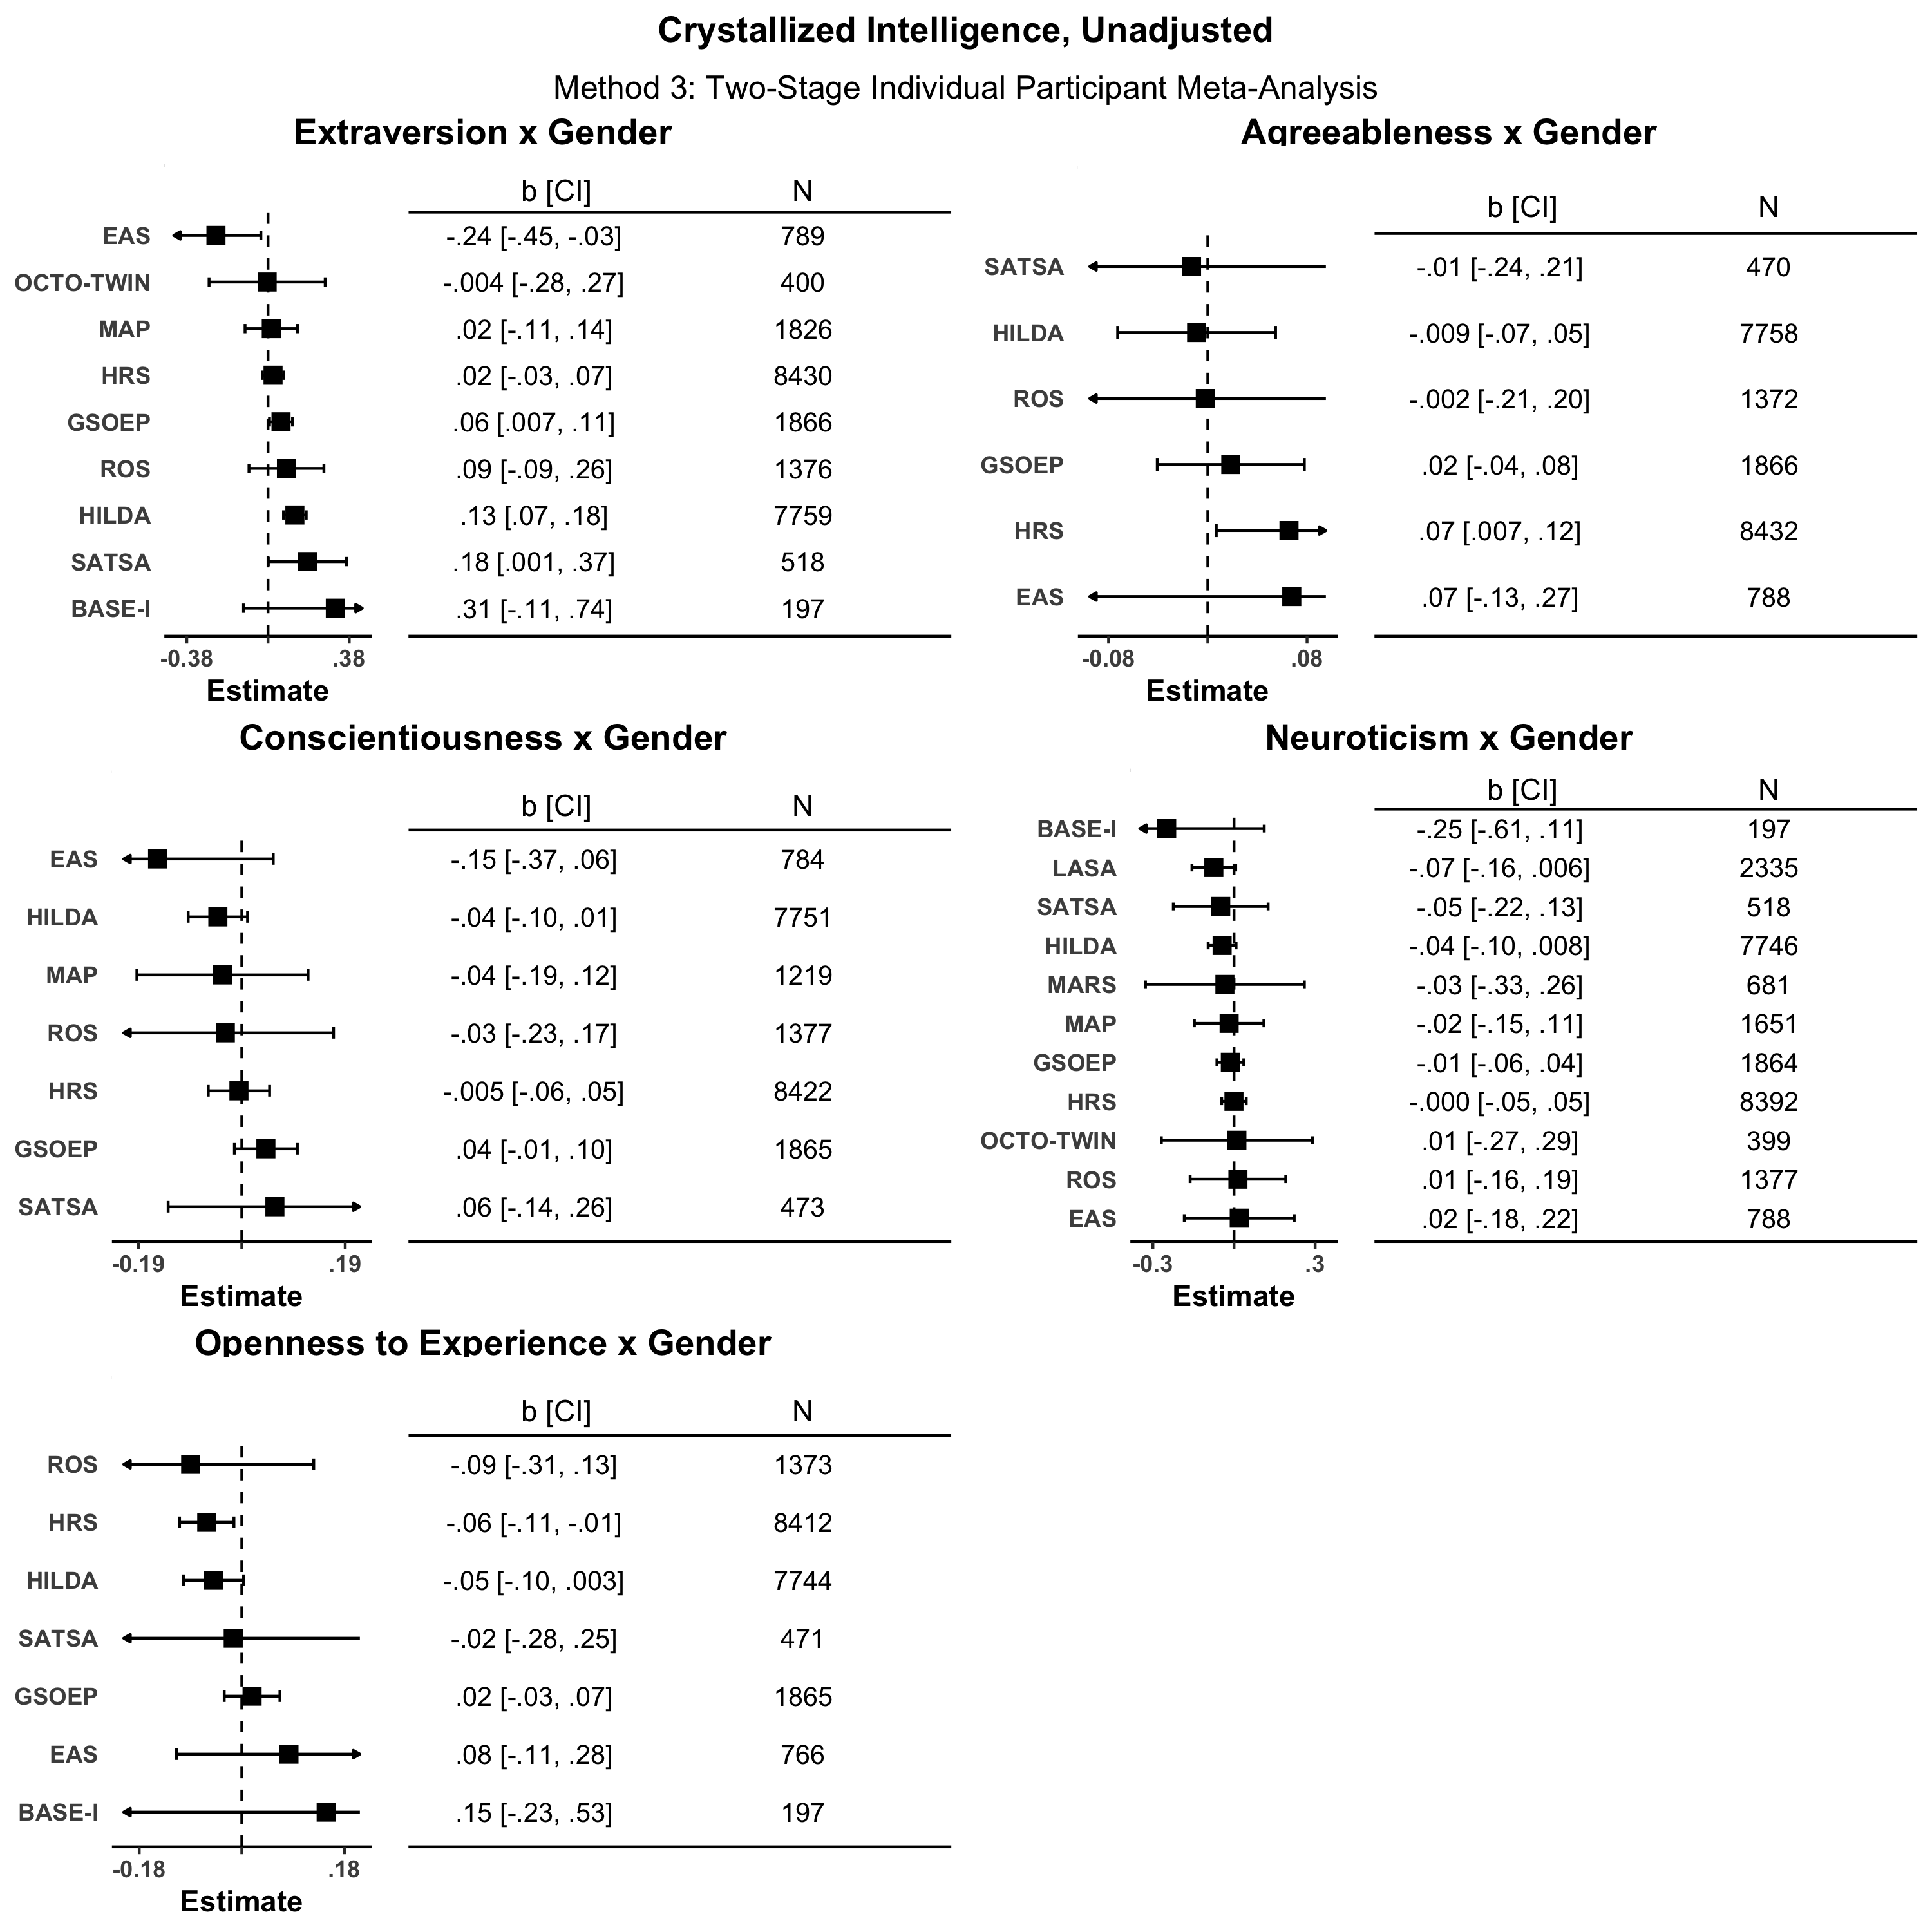 Crystallized Intelligence, Unadjusted
Method 3: Two-Stage Individual Participant Meta-Analysis
Extraversion x Gender
b [CI] N
EAS -.24 [-.45, -.03] 789
OCTO-TWIN -.004 [-.28, .27] 400
MAP .02 [-.11, .14] 1826
HRS .02 [-.03, .07] 8430
GSOEP .06 [.007, .11] 1866
ROS .09 [-.09, .26] 1376
HILDA .13 [.07, .18] 7759
SATSA .18 [.001, .37] 518
BASE-I .31 [-.11, .74] 197
-0.38 .38
Estimate
Agreeableness x Gender
b [CI] N
SATSA -.01 [-.24, .21] 470
HILDA -.009 [-.07, .05] 7758
ROS -.002 [-.21, .20] 1372
GSOEP .02 [-.04, .08] 1866
HRS .07 [.007, .12] 8432
EAS .07 [-.13, .27] 788
-0.08 .08
Estimate
Conscientiousness x Gender
b [CI] N
EAS -.15 [-.37, .06] 784
HILDA -.04 [-.10, .01] 7751
MAP -.04 [-.19, .12] 1219
ROS -.03 [-.23, .17] 1377
HRS -.005 [-.06, .05] 8422
GSOEP .04 [-.01, .10] 1865
SATSA .06 [-.14, .26] 473
-0.19 .19
Estimate
Neuroticism x Gender
b [CI] N
BASE-I -.25 [-.61, .11] 197
LASA -.07 [-.16, .006] 2335
SATSA -.05 [-.22, .13] 518
HILDA -.04 [-.10, .008] 7746
MARS -.03 [-.33, .26] 681
MAP -.02 [-.15, .11] 1651
GSOEP -.01 [-.06, .04] 1864
HRS -.000 [-.05, .05] 8392
OCTO-TWIN .01 [-.27, .29] 399
ROS .01 [-.16, .19] 1377
EAS .02 [-.18, .22] 788
-0.3 .3
Estimate
Openness to Experience x Gender
b [CI] N
ROS -.09 [-.31, .13] 1373
HRS -.06 [-.11, -.01] 8412
HILDA -.05 [-.10, .003] 7744
SATSA -.02 [-.28, .25] 471
GSOEP .02 [-.03, .07] 1865
EAS .08 [-.11, .28] 766
BASE-I .15 [-.23, .53] 197
-0.18 .18
Estimate